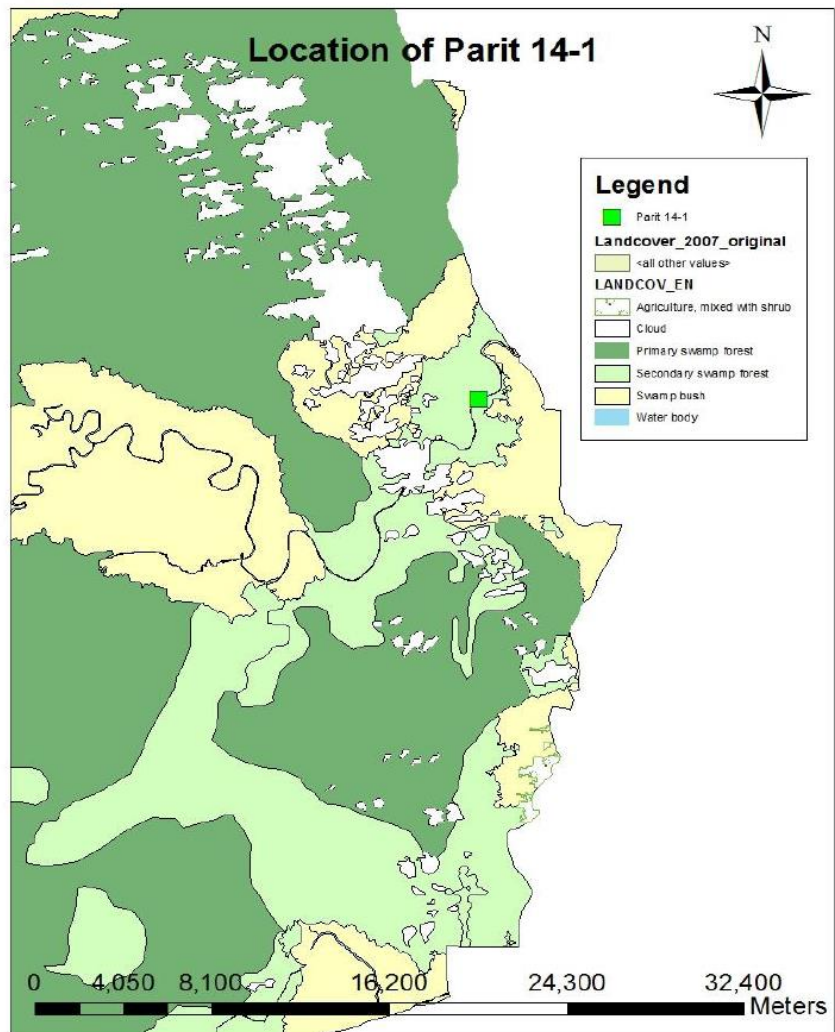 Location of Parit 14-1
N
Legend
Parit 14-1
Landcover_2007_original
<all other values>
LANDCOV_EN
Agriculture, mixed with shrub
Cloud
Primary swamp forest
Secondary swamp forest
Swamp bush
Water body
0 4,050 8,100 16,200 24,300 32,400
Meters